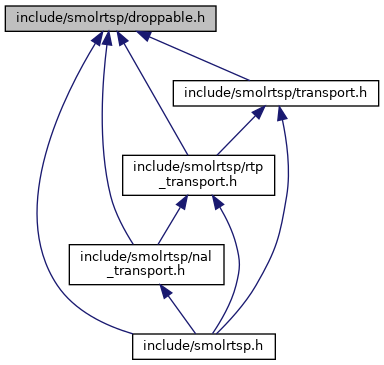 include/smolrtsp/droppable.h
include/smolrtsp/transport.h
include/smolrtsp/rtp
_transport.h
include/smolrtsp/nal
_transport.h
include/smolrtsp.h